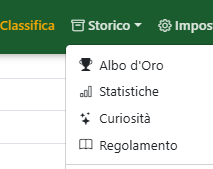 Classifica Storico Impos
Albo d'Oro
Statistiche
Curiosità
Regolamento